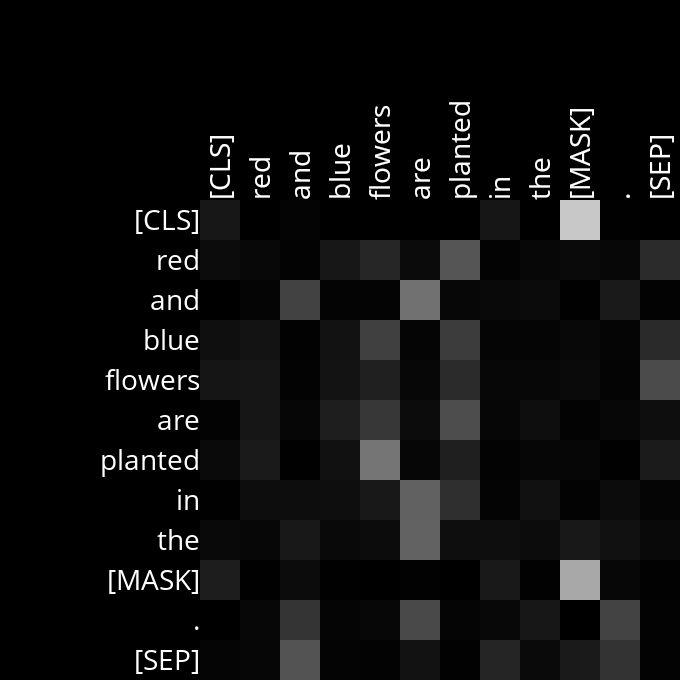 [CLS] red and blue flowers are planted in the [MASK] . [SEP]
[CLS]
red
and
blue
flowers
are
planted
in
the
[MASK]
.
[SEP]